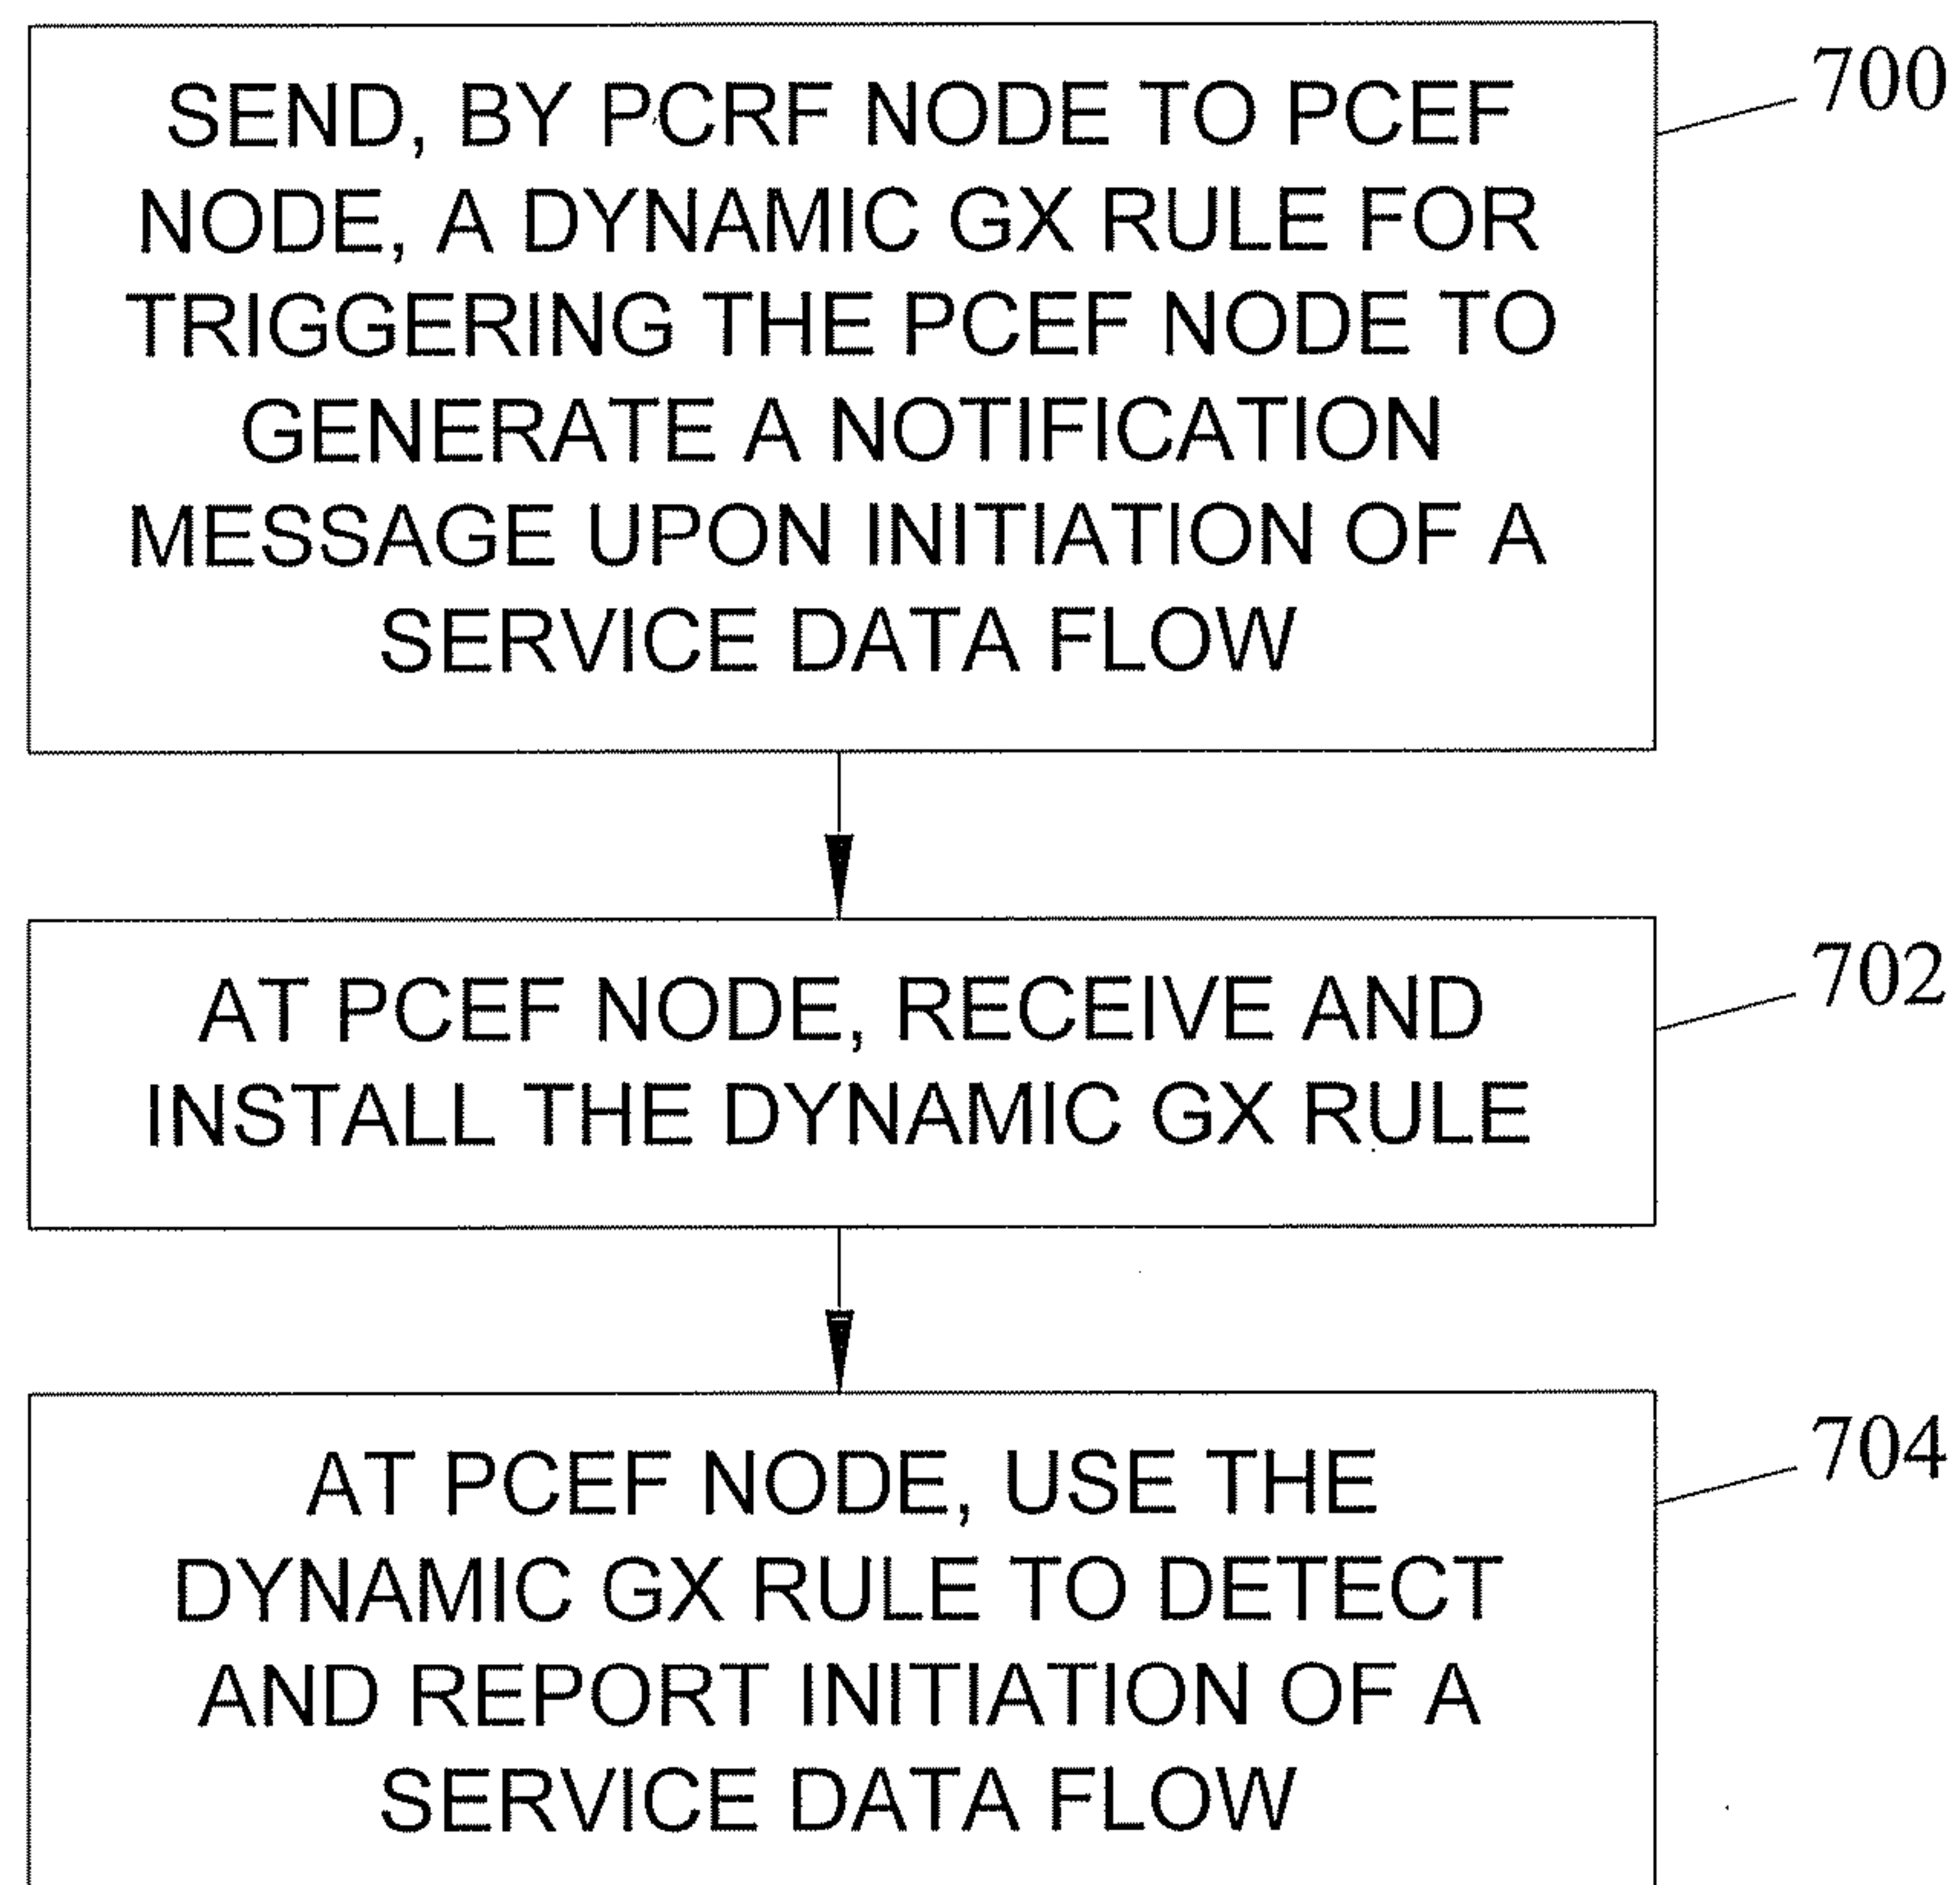 SEND, BY PCRF NODE TO PCEF
700
NODE, A DYNAMIC GX RULE FOR
TRIGGERING THE PCEF NODE TO
GENERATE A NOTIFICATION
MESSAGE UPON INITIATION OF A
SERVICE DATA FLOW
AT PCEF NODE, RECEIVE AND
702
INSTALL THE DYNAMIC GX RULE
AT PCEF NODE, USE THE
704
DYNAMIC GX RULE TO DETECT
AND REPORT INITIATION OF A
SERVICE DATA FLOW